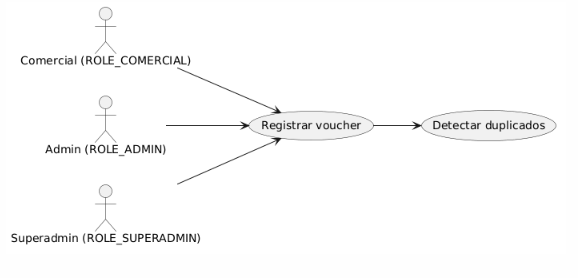 Comercial (ROLE_COMERCIAL)
Admin (ROLE_ADMIN)
Registrar voucher
Detectar duplicados
Superadmin (ROLE_SUPERADMIN)